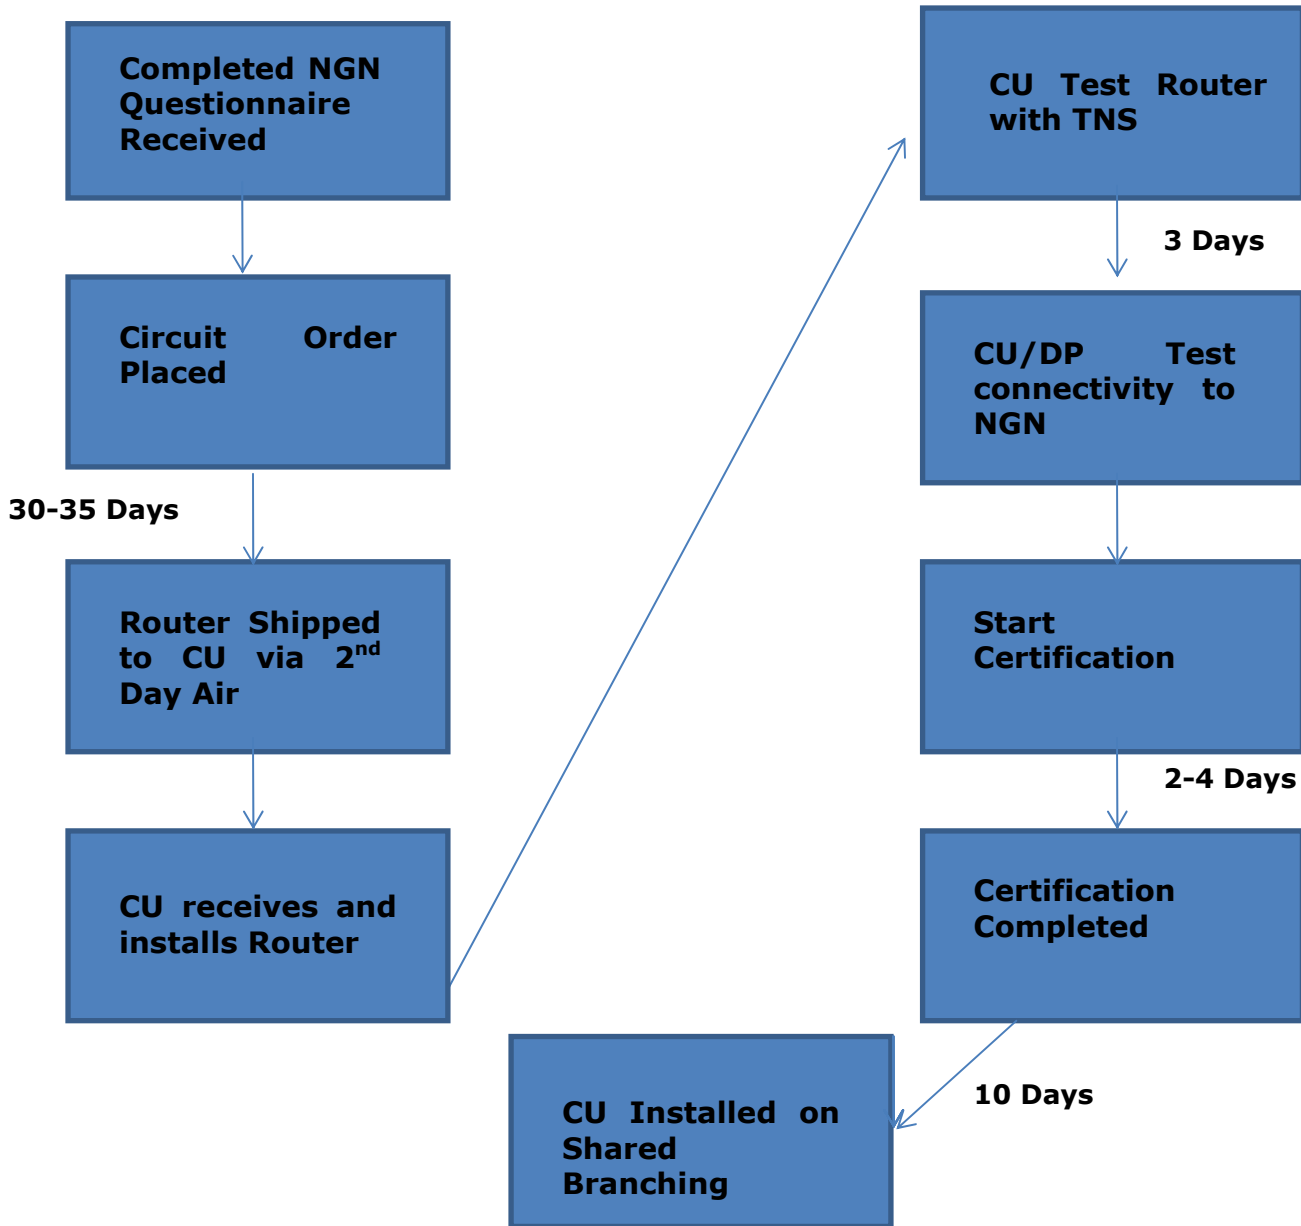 Completed NGN
Questionnaire
Received
Circuit Order
Placed
30-35 Days
Router Shipped
to CU via 2nd
Day Air
CU receives and
installs Router
CU Test Router
with TNS
3 Days
CU/DP Test
connectivity to
NGN
Start
Certification
2-4 Days
Certification
Completed
10 Days
CU Installed on
Shared
Branching